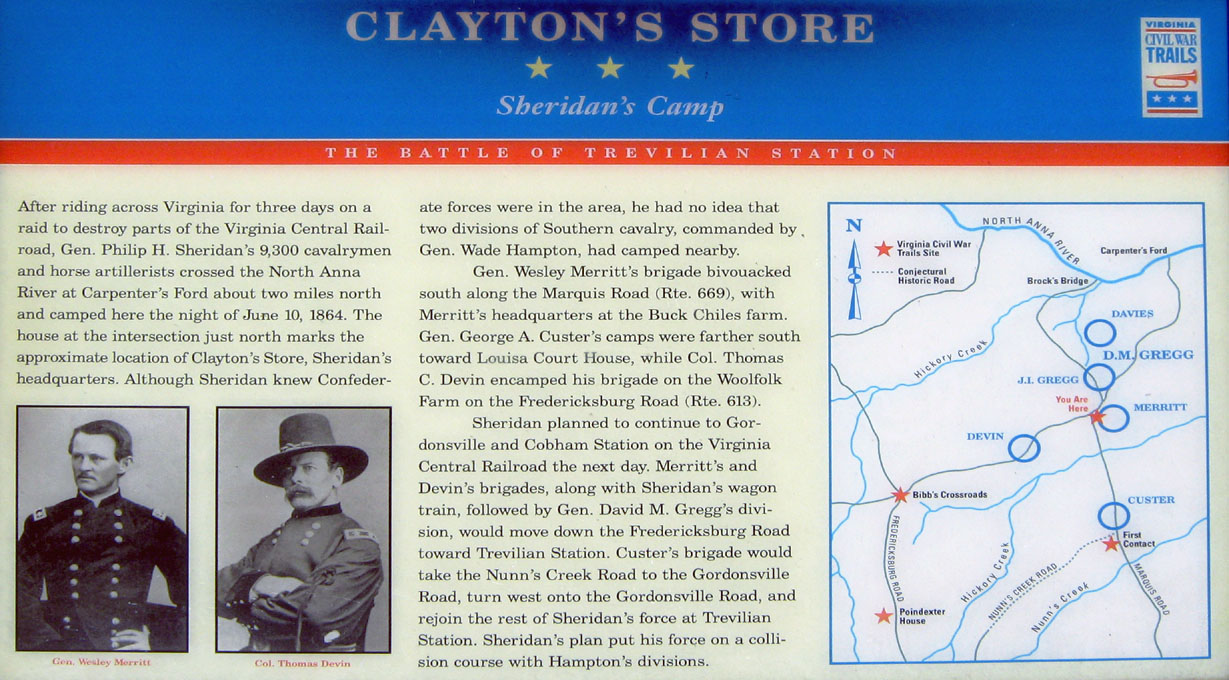 CLAYTON'S STORE
Sheridan's Camp
VIRGINIA
CIVIL WAR
TRAILS
THE BATTLE OF TREVILIAN STATION
After riding across Virginia for three days on a
raid to destroy parts of the Virginia Central Rail-
road, Gen. Philip H. Sheridan's 9,300 cavalrymen
and horse artillerists crossed the North Anna
River at Carpenter's Ford about two miles north
and camped here the night of June 10, 1864. The
house at the intersection just north marks the
approximate location of Clayton's Store, Sheridan's
headquarters. Although Sheridan knew Confeder-
Gen. Wesley Merritt
Col. Thomas Devin
ate forces were in the area, he had no idea that
two divisions of Southern cavalry, commanded by
Gen. Wade Hampton, had camped nearby.
Gen. Wesley Merritt's brigade bivouacked
south along the Marquis Road (Rte. 669), with
Merritt's headquarters at the Buck Chiles farm.
Gen. George A. Custer's camps were farther south
toward Louisa Court House, while Col. Thomas
C. Devin encamped his brigade on the Woolfolk
Farm on the Fredericksburg Road (Rte. 613).
Sheridan planned to continue to Gor-
donsville and Cobham Station on the Virginia
Central Railroad the next day. Merritt's and
Devin's brigades, along with Sheridan's wagon
train, followed by Gen. David M. Gregg's divi-
sion, would move down the Fredericksburg Road
toward Trevilian Station. Custer's brigade would
take the Nunn's Creek Road to the Gordonsville
Road, turn west onto the Gordonsville Road, and
rejoin the rest of Sheridan's force at Trevilian
Station. Sheridan's plan put his force on a colli-
sion course with Hampton's divisions.
N
Virginia Civil War
Trails Site
Conjectural
Historic Road
NORTH ANNA RIVER
Carpenter's Ford
Brock's Bridge
DAVIES
Hickory Creek
D.M. GREGG
J.I. GREGG
You Are
Here
MERRITT
DEVIN
Bibb's Crossroads
CUSTER
First
Contact
FREDERICKSBURG ROAD
Hickory Creek
NUNN'S CREEK ROAD
Nunn's Creek
MARQUIS ROAD
Poindexter
House